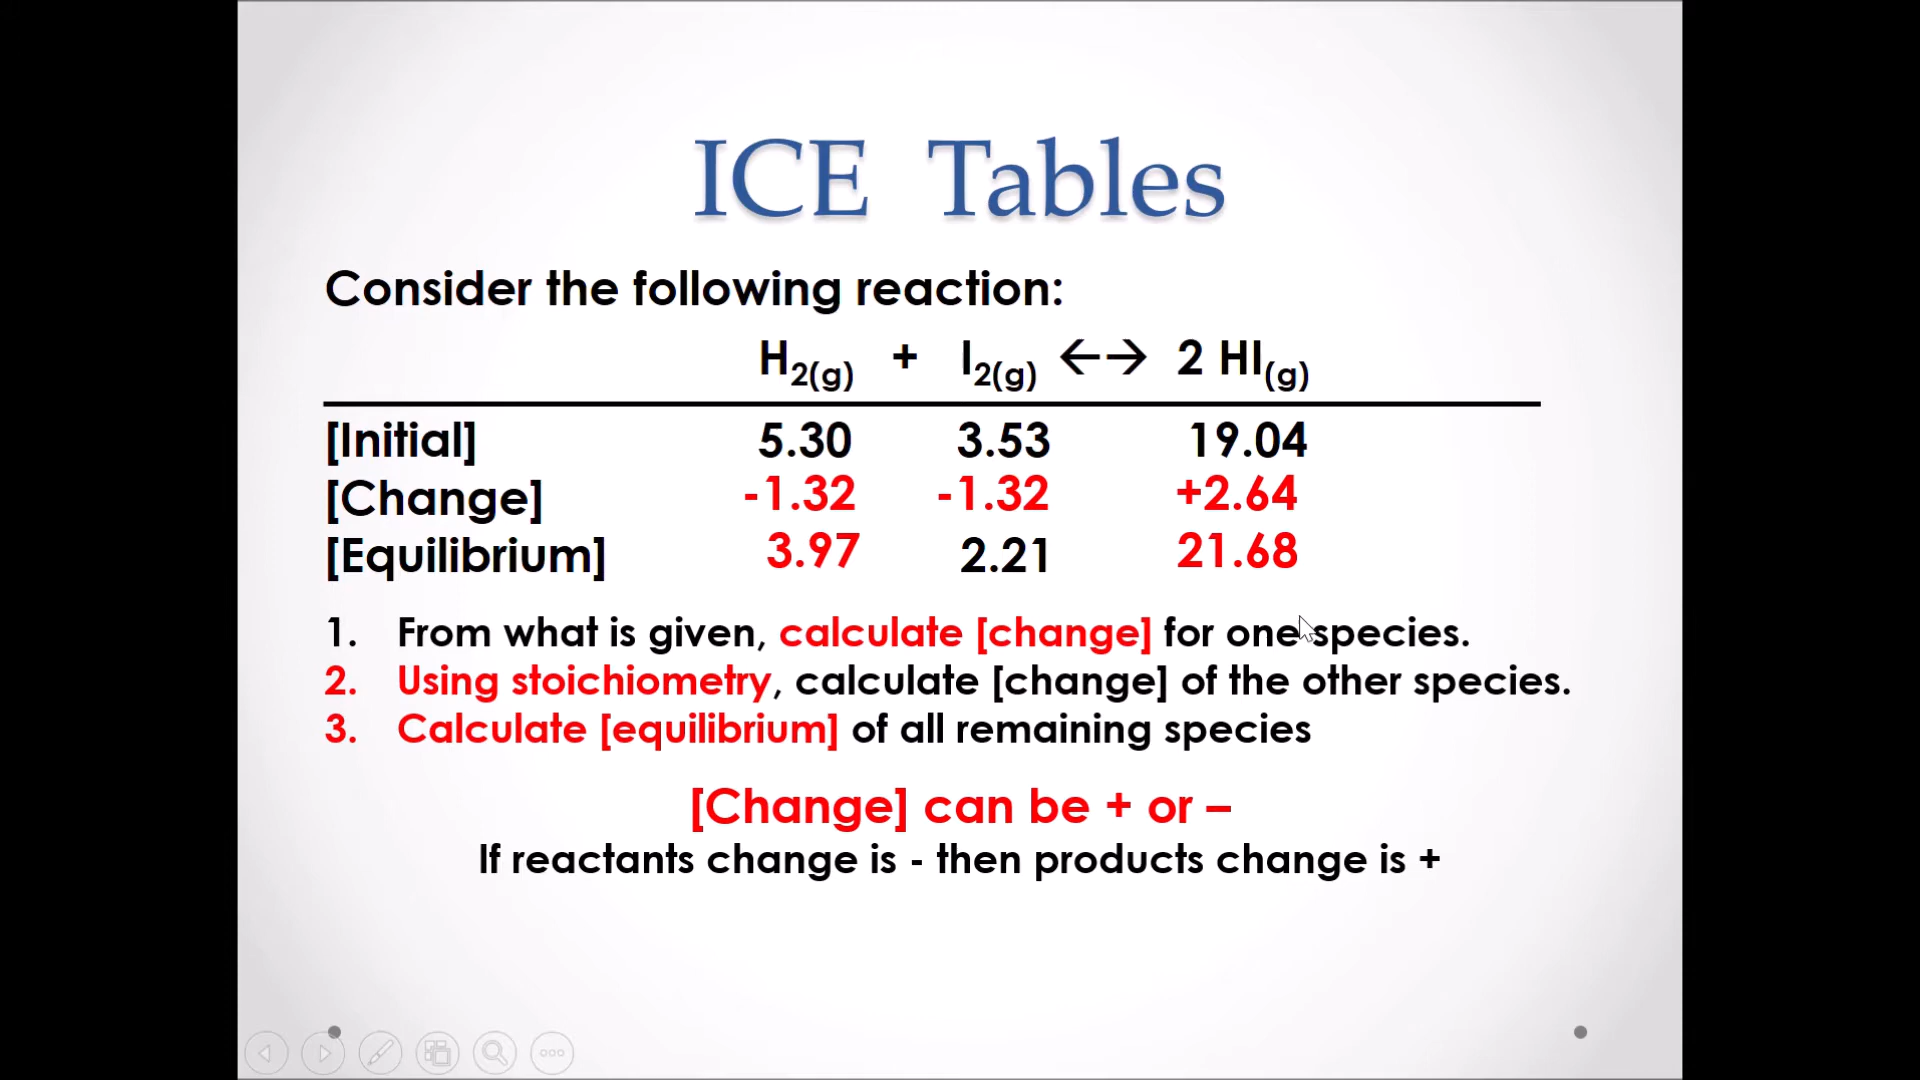 ICE Tables
Consider the following reaction:
H2(g) + I2(g) ←→ 2 HI(g)
[Initial] 5.30 3.53 19.04
[Change] -1.32 -1.32 +2.64
[Equilibrium] 3.97 2.21 21.68
1. From what is given, calculate [change] for one species.
2. Using stoichiometry, calculate [change] of the other species.
3. Calculate [equilibrium] of all remaining species
[Change] can be + or –
If reactants change is - then products change is +